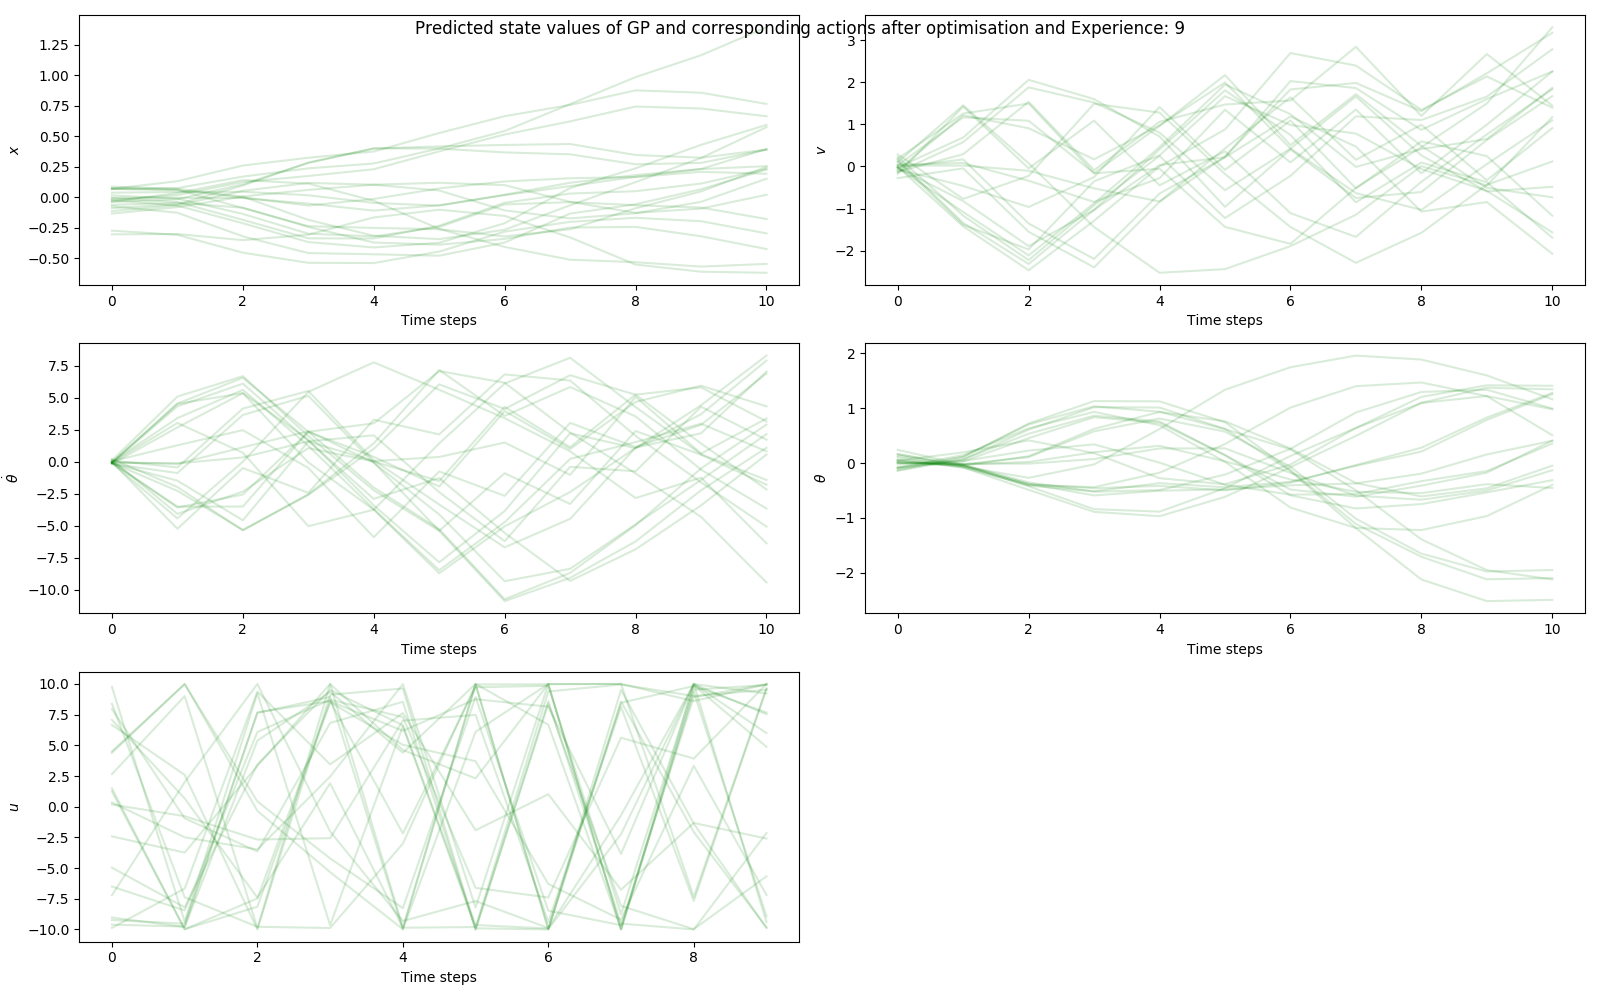 Predicted state values of GP and corresponding actions after optimisation and Experience: 9
1.25
1.00
0.75
0.50
0.25
0.00
−0.25
−0.50
x
0 2 4 6 8 10
Time steps
3
2
1
0
−1
−2
v
0 2 4 6 8 10
Time steps
7.5
5.0
2.5
0.0
−2.5
−5.0
−7.5
−10.0
θ̇
0 2 4 6 8 10
Time steps
2
1
0
−1
−2
θ
0 2 4 6 8 10
Time steps
10.0
7.5
5.0
2.5
0.0
−2.5
−5.0
−7.5
−10.0
u
0 2 4 6 8
Time steps